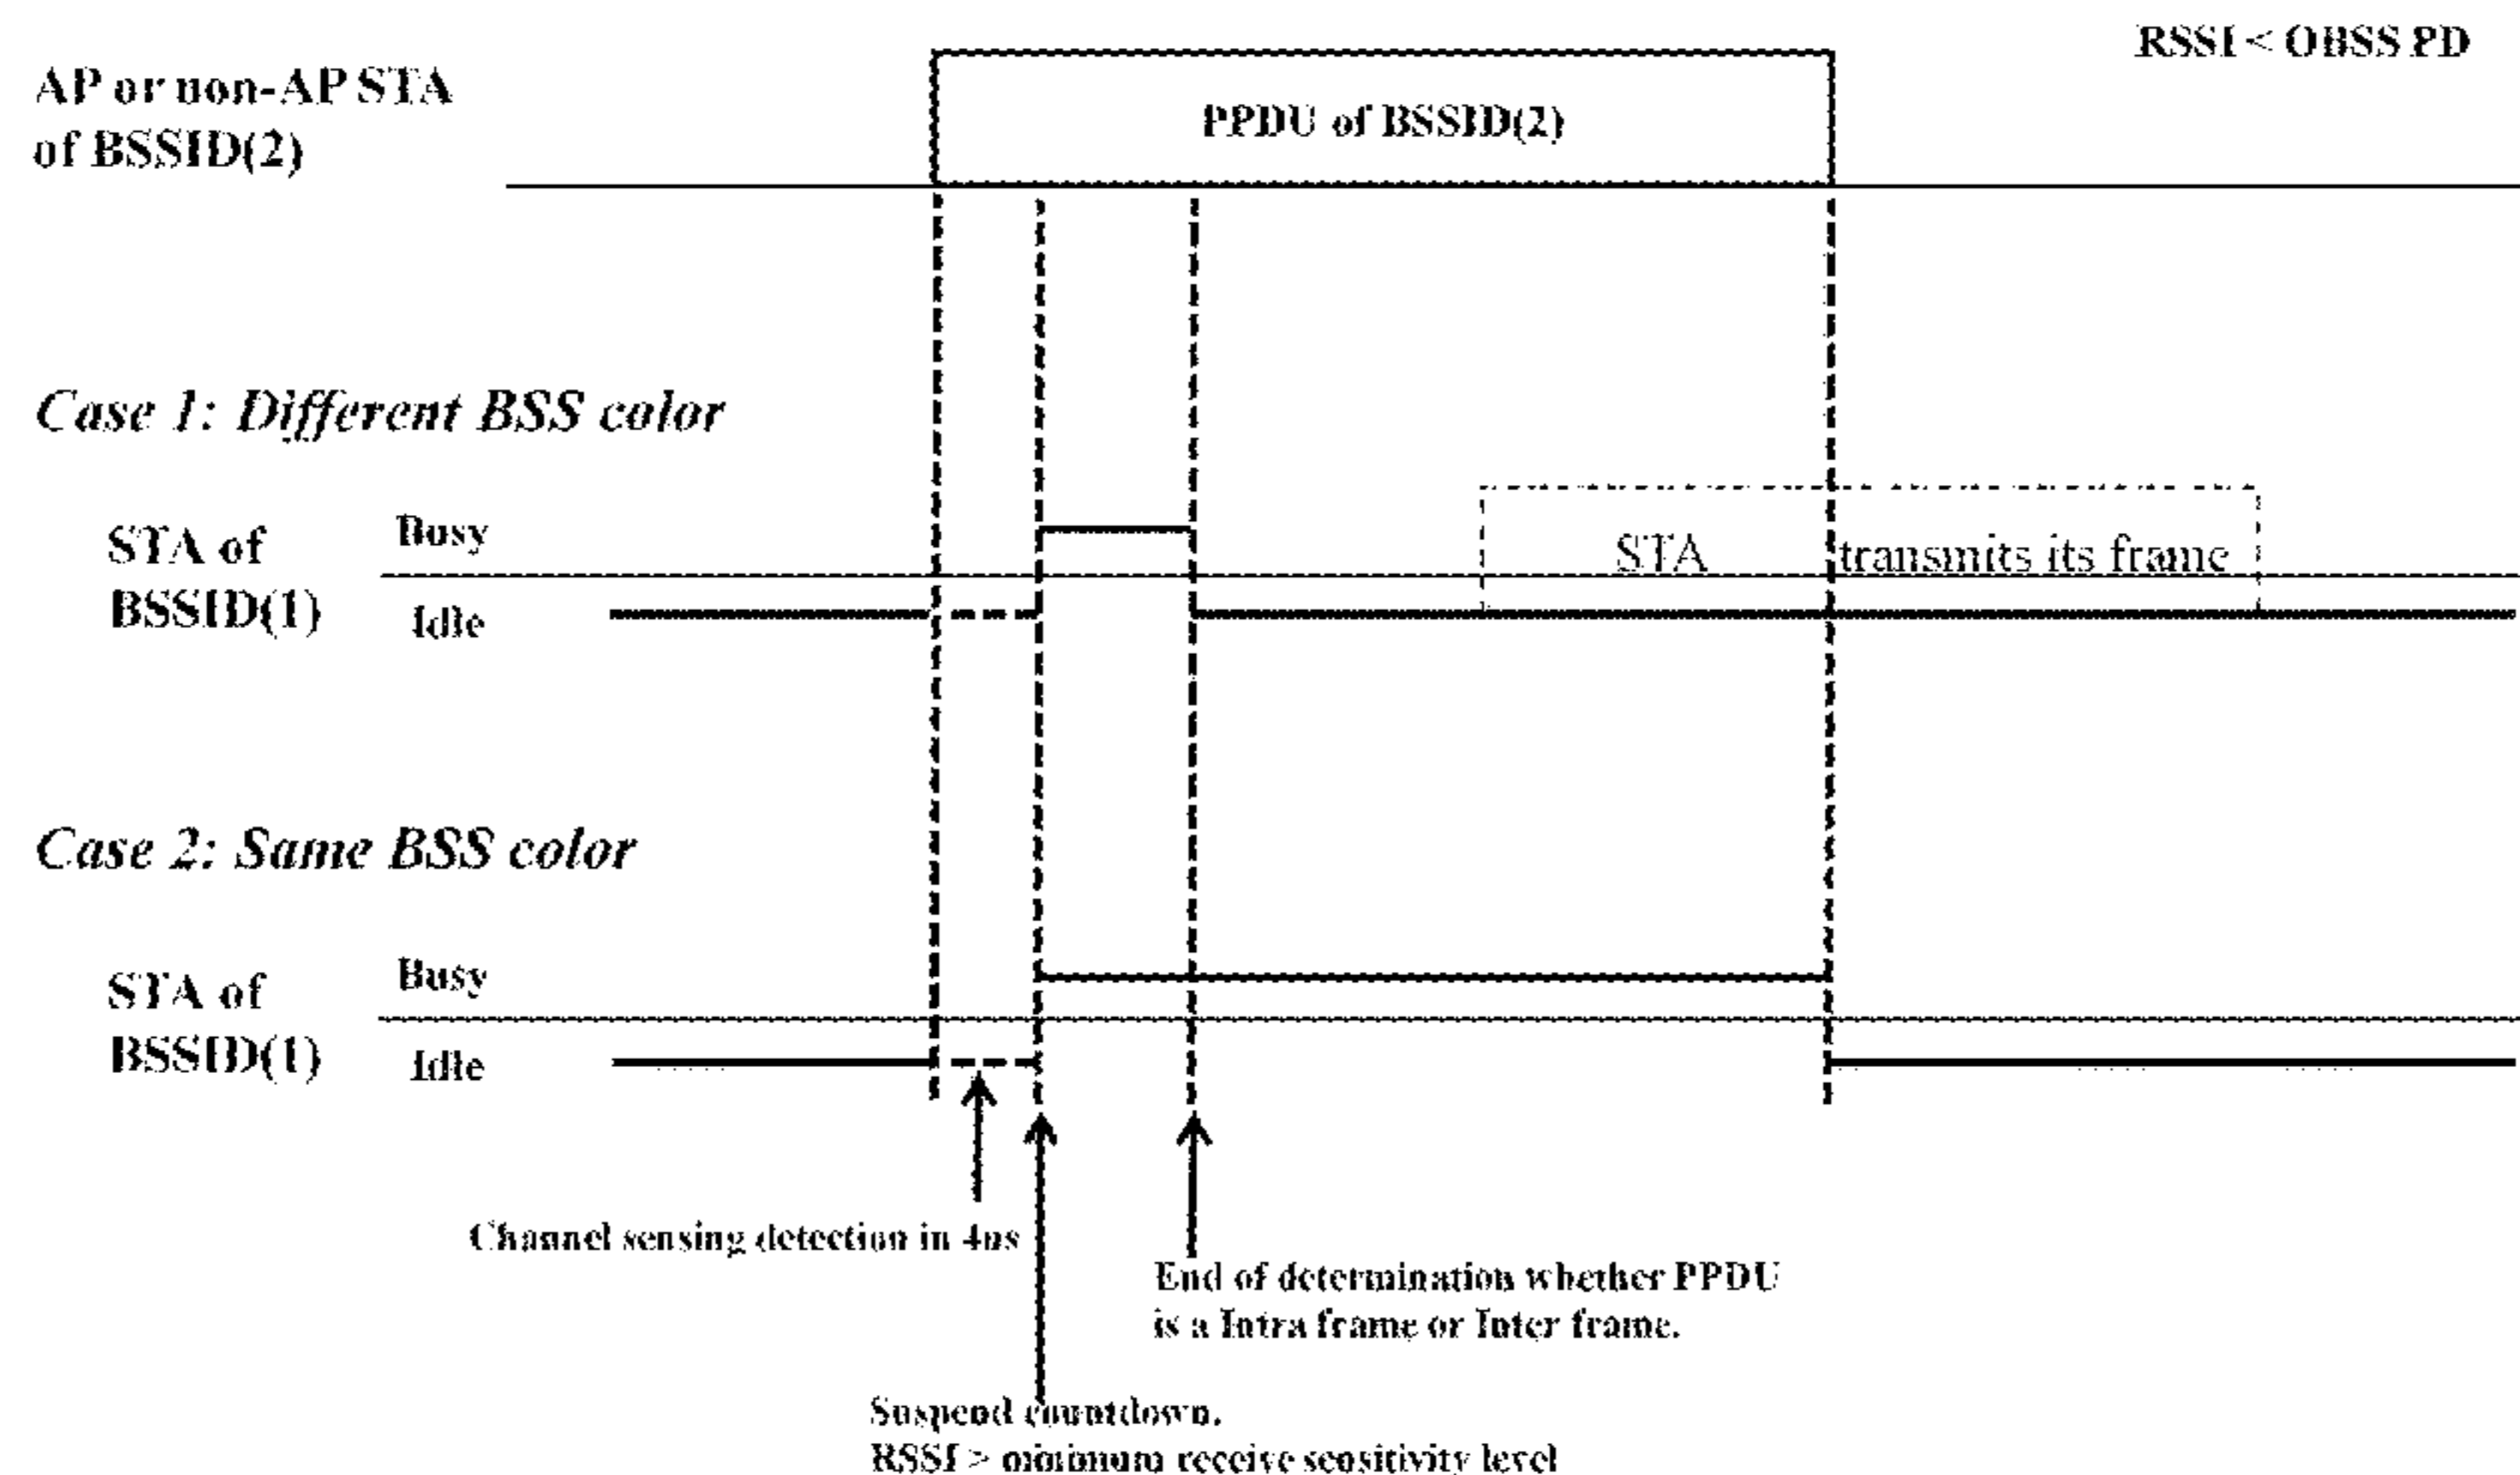 RSSI < OBSS PD
AP or non-AP STA
of BSSID(2)
PPDU of BSSID(2)
Case 1: Different BSS color
STA of
BSSID(1)
Busy
Idle
STA transmits its frame
Case 2: Same BSS color
STA of
BSSID(1)
Busy
Idle
Channel sensing detection in 4us
End of determination whether PPDU
is a Intra frame or Inter frame.
Suspend countdown.
RSSI > minimum receive sensitivity level